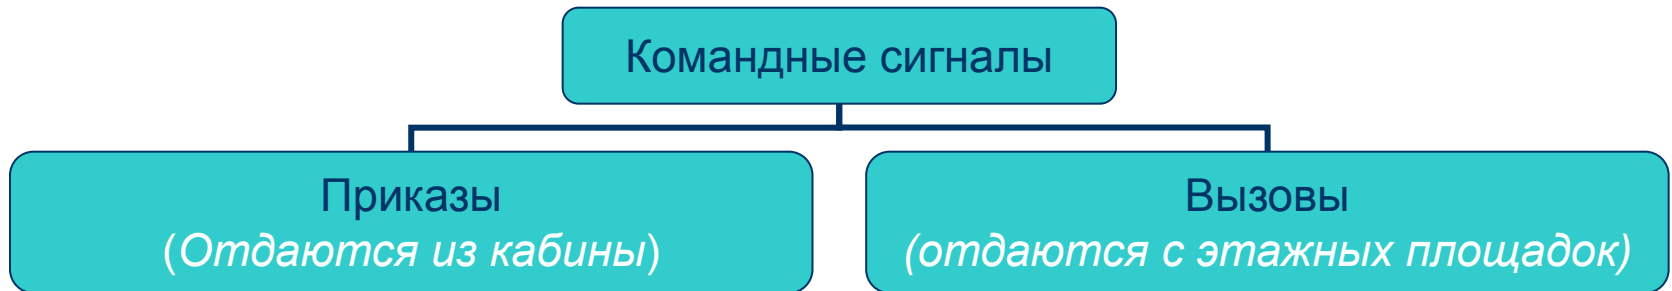 Командные сигналы
Приказы
(Отдаются из кабины)
Вызовы
(отдаются с этажных площадок)